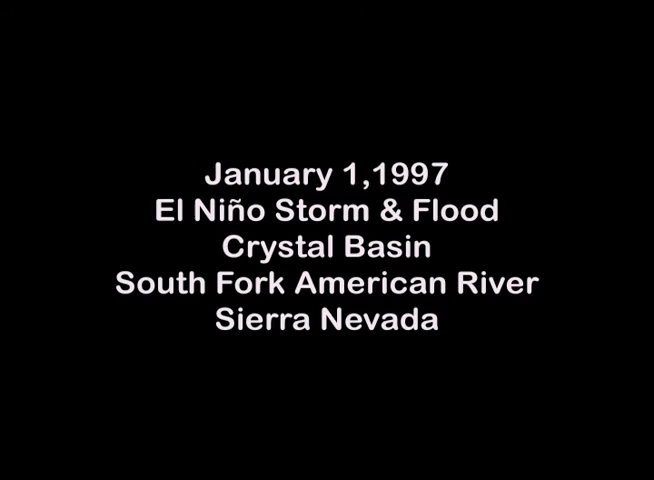 January 1,1997
El Niño Storm & Flood
Crystal Basin
South Fork American River
Sierra Nevada